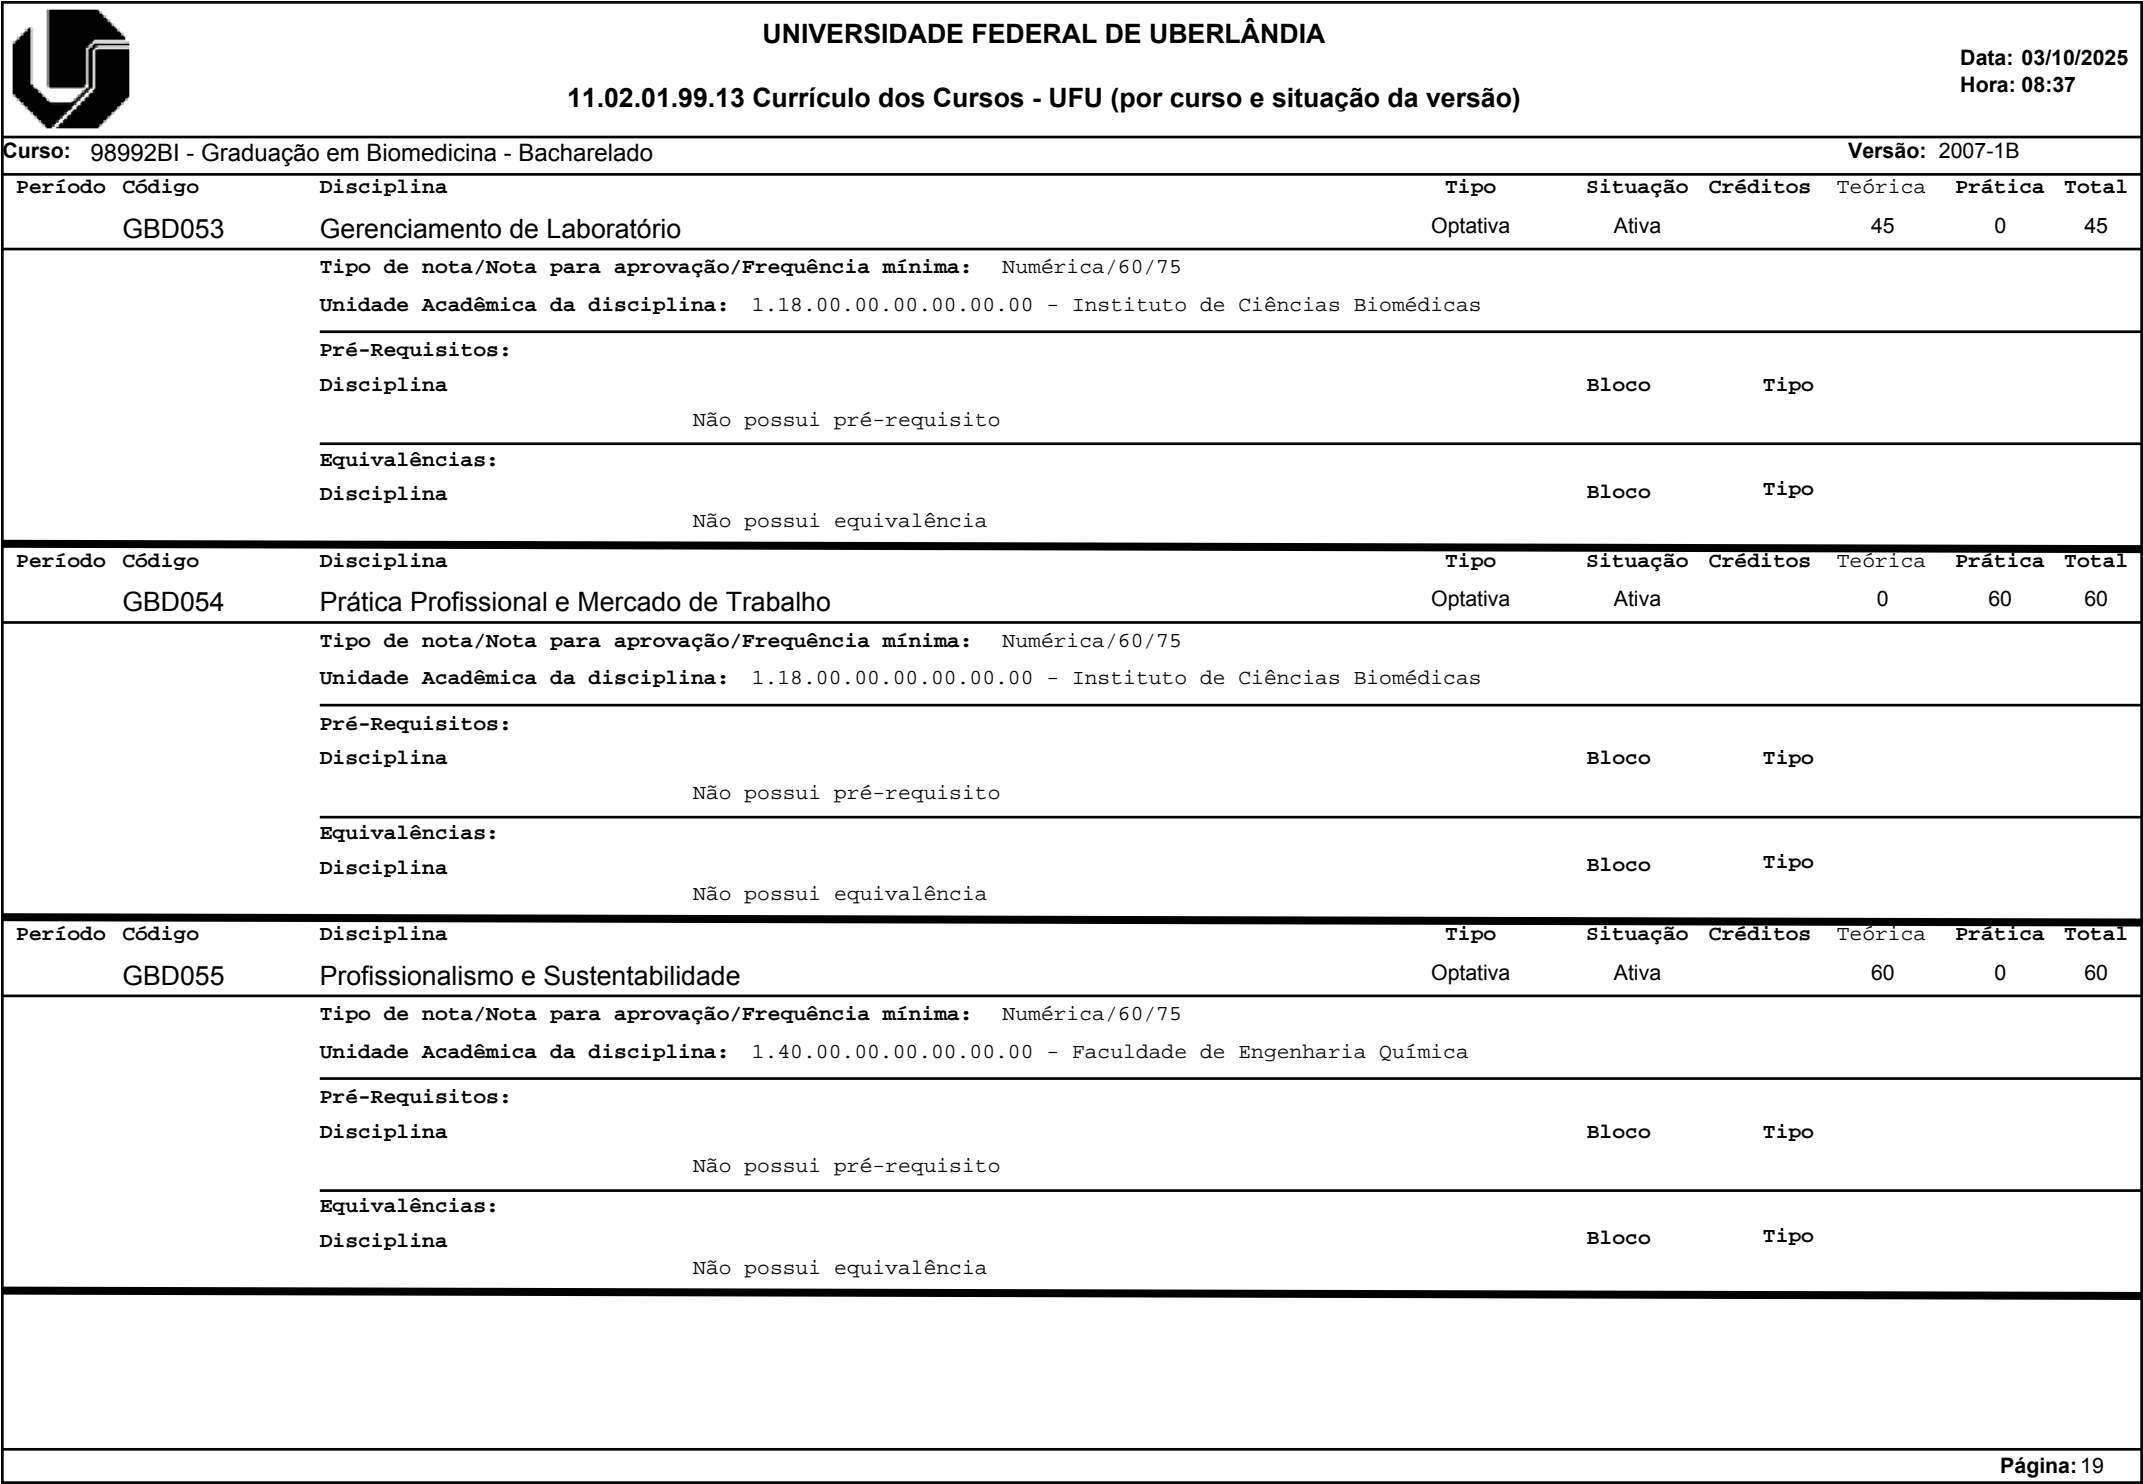 UNIVERSIDADE FEDERAL DE UBERLÂNDIA
Data: 03/10/2025
Hora: 08:37
11.02.01.99.13 Currículo dos Cursos - UFU (por curso e situação da versão)
Curso: 98992BI - Graduação em Biomedicina - Bacharelado Versão: 2007-1B
Período Código Disciplina Tipo Situação Créditos Teórica Prática Total
GBD053 Gerenciamento de Laboratório Optativa Ativa 45 0 45
Tipo de nota/Nota para aprovação/Frequência mínima: Numérica/60/75
Unidade Acadêmica da disciplina: 1.18.00.00.00.00.00.00 - Instituto de Ciências Biomédicas
Pré-Requisitos:
Disciplina Bloco Tipo
Não possui pré-requisito
Equivalências:
Disciplina Bloco Tipo
Não possui equivalência
Período Código Disciplina Tipo Situação Créditos Teórica Prática Total
GBD054 Prática Profissional e Mercado de Trabalho Optativa Ativa 0 60 60
Tipo de nota/Nota para aprovação/Frequência mínima: Numérica/60/75
Unidade Acadêmica da disciplina: 1.18.00.00.00.00.00.00 - Instituto de Ciências Biomédicas
Pré-Requisitos:
Disciplina Bloco Tipo
Não possui pré-requisito
Equivalências:
Disciplina Bloco Tipo
Não possui equivalência
Período Código Disciplina Tipo Situação Créditos Teórica Prática Total
GBD055 Profissionalismo e Sustentabilidade Optativa Ativa 60 0 60
Tipo de nota/Nota para aprovação/Frequência mínima: Numérica/60/75
Unidade Acadêmica da disciplina: 1.40.00.00.00.00.00.00 - Faculdade de Engenharia Química
Pré-Requisitos:
Disciplina Bloco Tipo
Não possui pré-requisito
Equivalências:
Disciplina Bloco Tipo
Não possui equivalência
Página: 19